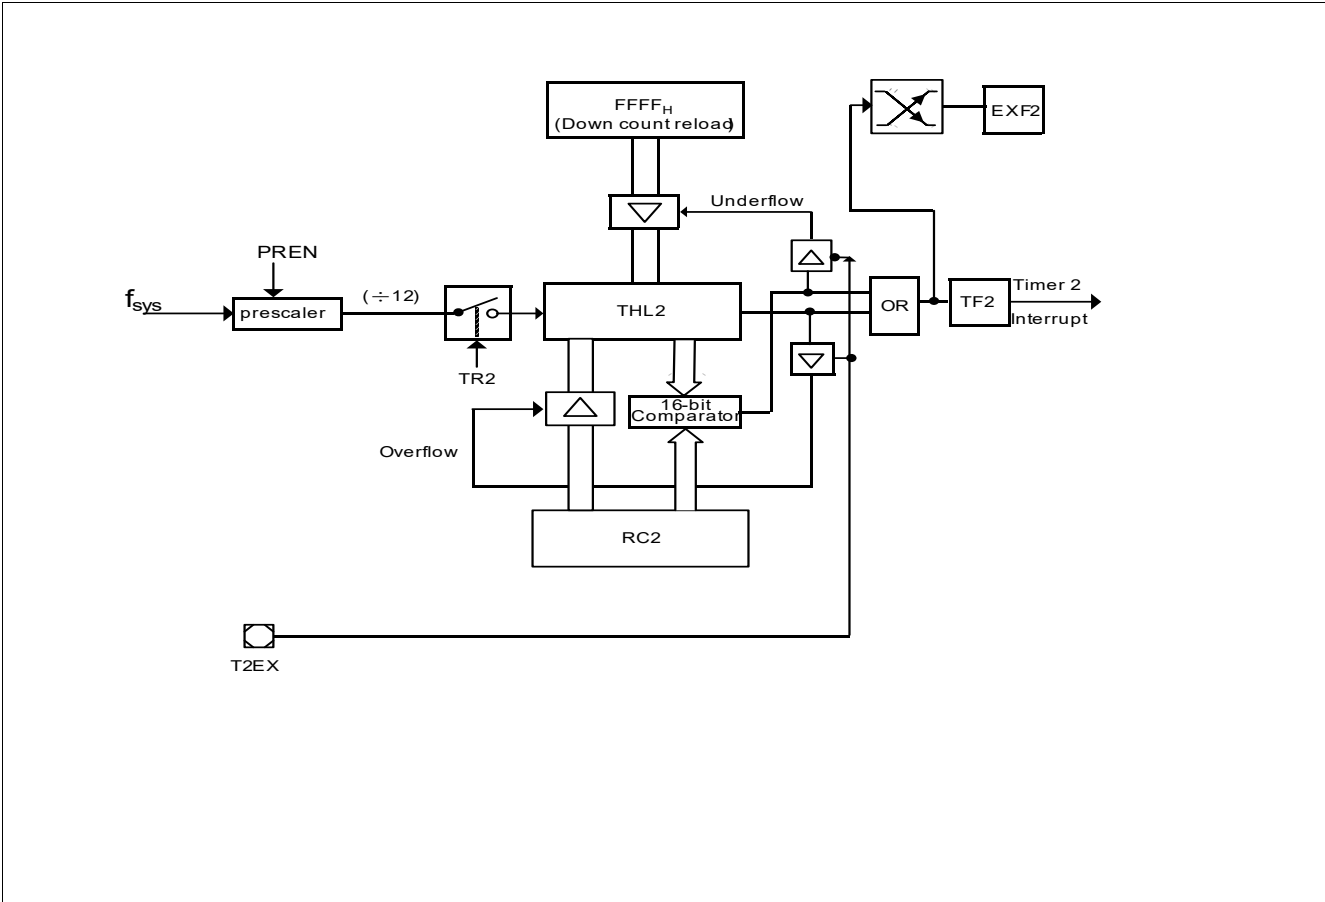 FFFFH
(Down count reload)
EXF2
Underflow
PREN
fsys
prescaler
(÷12)
THL2
OR
TF2
Timer 2
Interrupt
TR2
16-bit
Comparator
Overflow
RC2
T2EX